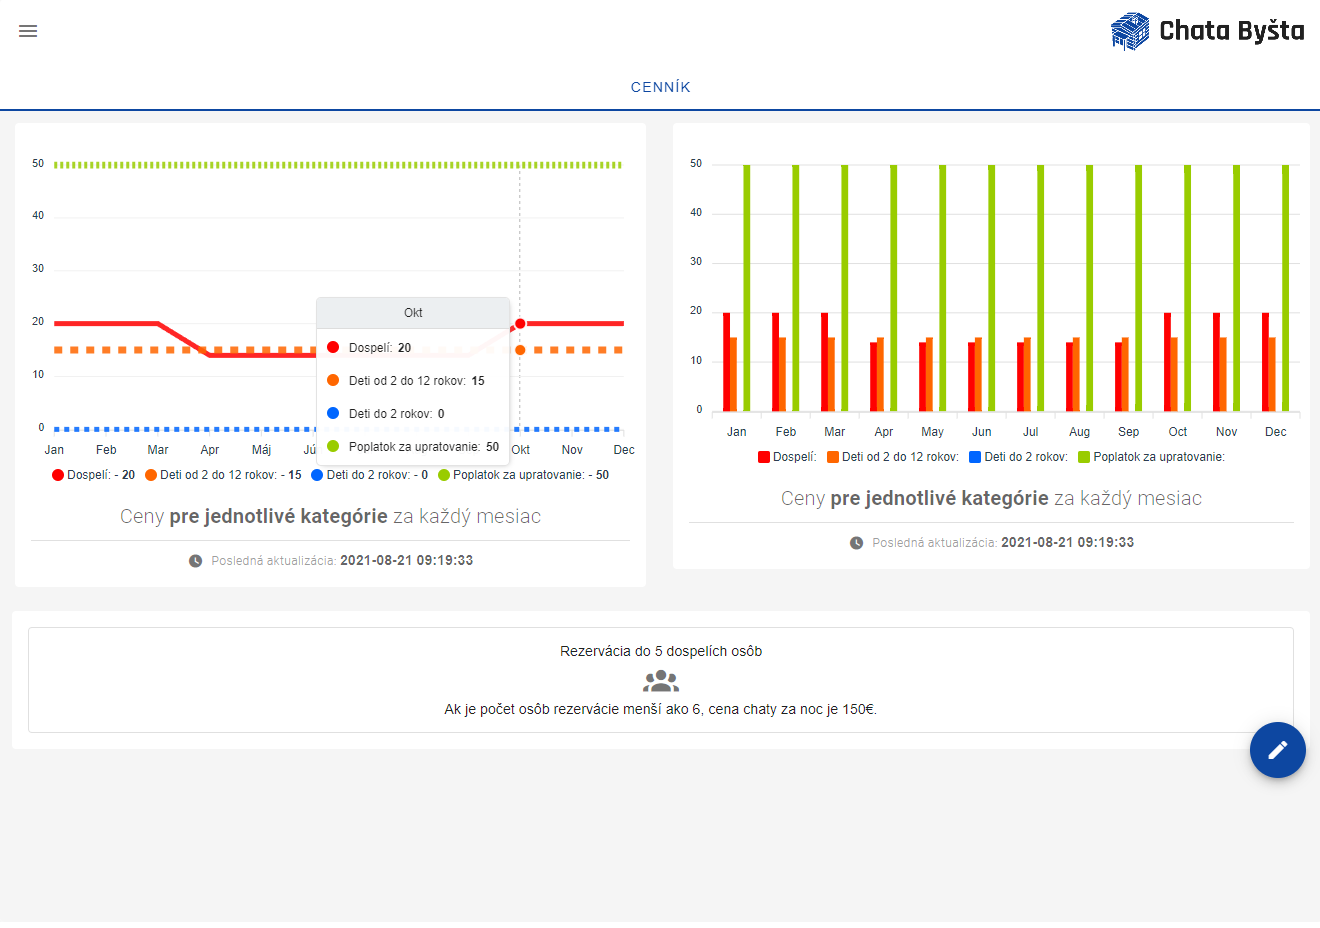 Chata Byšta
CENNÍK
50
40
30
20
10
0
Jan Feb Mar Apr Máj Okt Nov Dec
Okt
Dospelí: 20
Deti od 2 do 12 rokov: 15
Deti do 2 rokov: 0
Poplatok za upratovanie: 50
Dospelí: - 20 Deti od 2 do 12 rokov: - 15 Deti do 2 rokov: - 0 Poplatok za upratovanie: - 50
Ceny pre jednotlivé kategórie za každý mesiac
Posledná aktualizácia: 2021-08-21 09:19:33
50
40
30
20
10
0
Jan Feb Mar Apr May Jun Jul Aug Sep Oct Nov Dec
Dospelí: Deti od 2 do 12 rokov: Deti do 2 rokov: Poplatok za upratovanie:
Ceny pre jednotlivé kategórie za každý mesiac
Posledná aktualizácia: 2021-08-21 09:19:33
Rezervácia do 5 dospelích osôb
Ak je počet osôb rezervácie menší ako 6, cena chaty za noc je 150€.